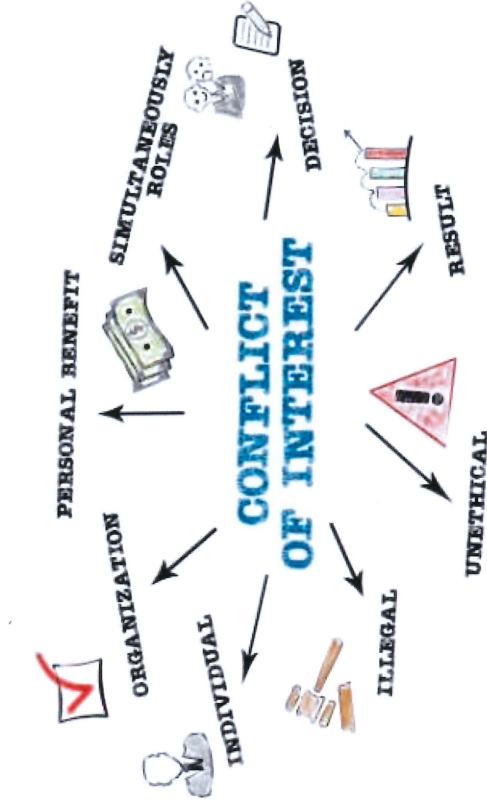 CONFLICT
OF INTEREST
PERSONAL BENEFIT
SIMULTANEOUSLY
ROLES
DECISION
RESULT
UNETHICAL
ILLEGAL
INDIVIDUAL
ORGANIZATION